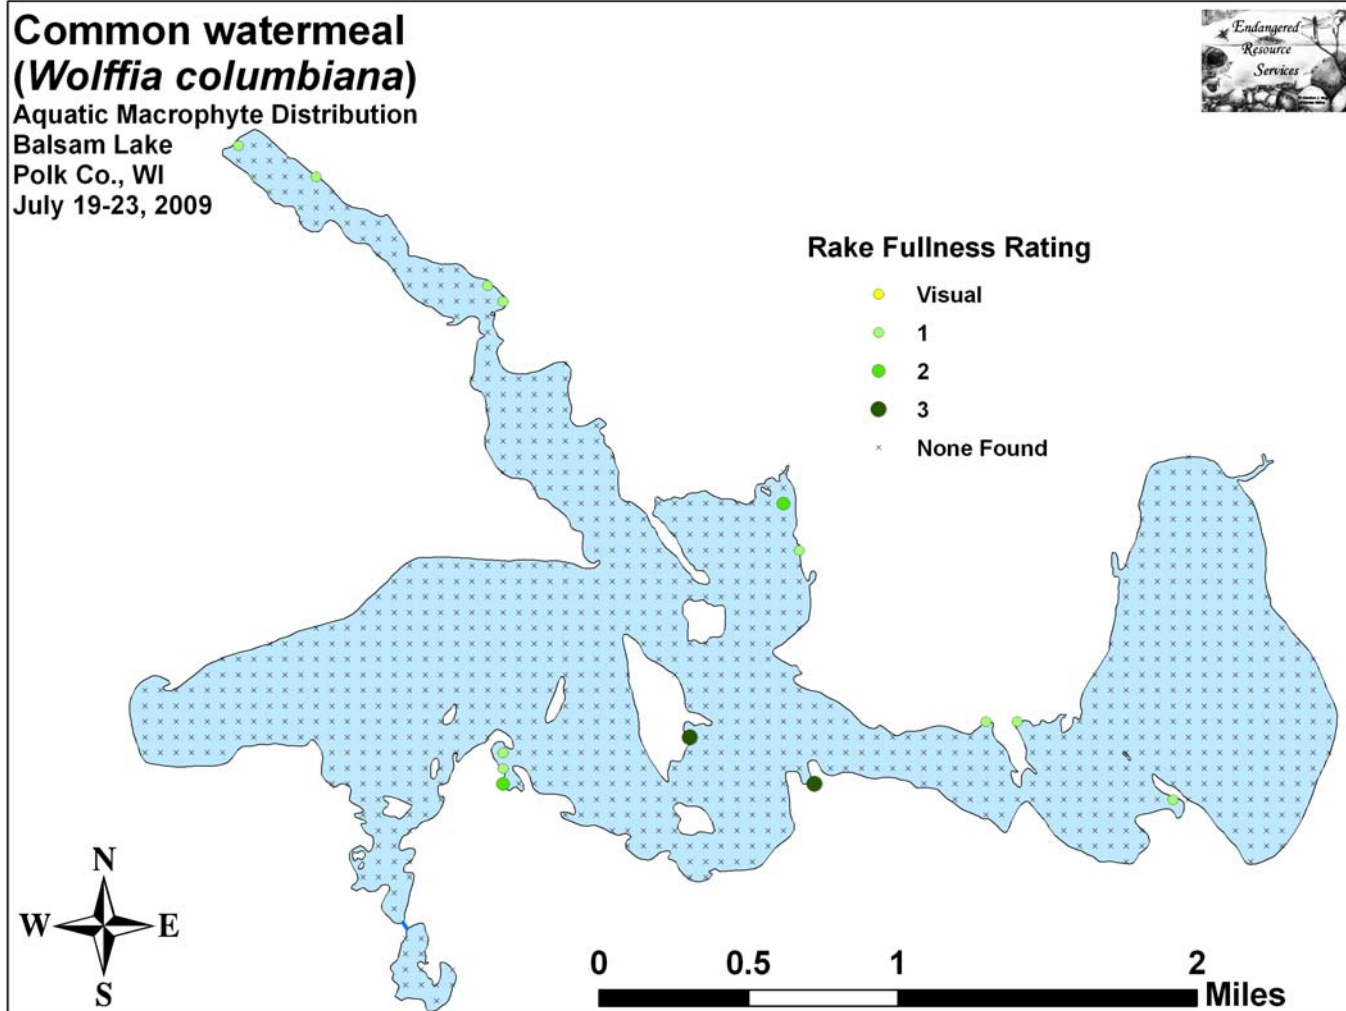 Common watermeal
(Wolffia columbiana)
Aquatic Macrophyte Distribution
Balsam Lake
Polk Co., WI
July 19-23, 2009
Endangered
Resource
Services
Rake Fullness Rating
Visual
1
2
3
None Found
N
W E
S
0 0.5 1 2
Miles